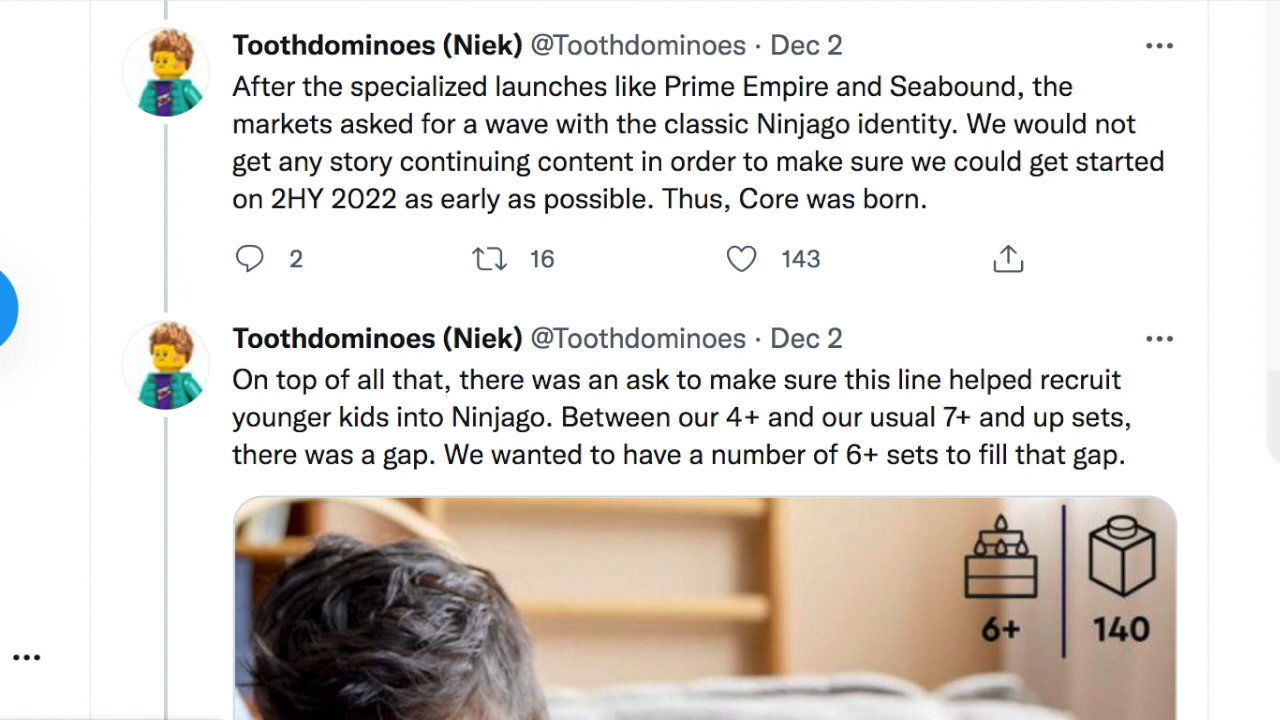 Toothdominoes (Niek) @Toothdominoes · Dec 2
After the specialized launches like Prime Empire and Seabound, the
markets asked for a wave with the classic Ninjago identity. We would not
get any story continuing content in order to make sure we could get started
on 2HY 2022 as early as possible. Thus, Core was born.
2 16 143
Toothdominoes (Niek) @Toothdominoes · Dec 2
On top of all that, there was an ask to make sure this line helped recruit
younger kids into Ninjago. Between our 4+ and our usual 7+ and up sets,
there was a gap. We wanted to have a number of 6+ sets to fill that gap.
6+ 140